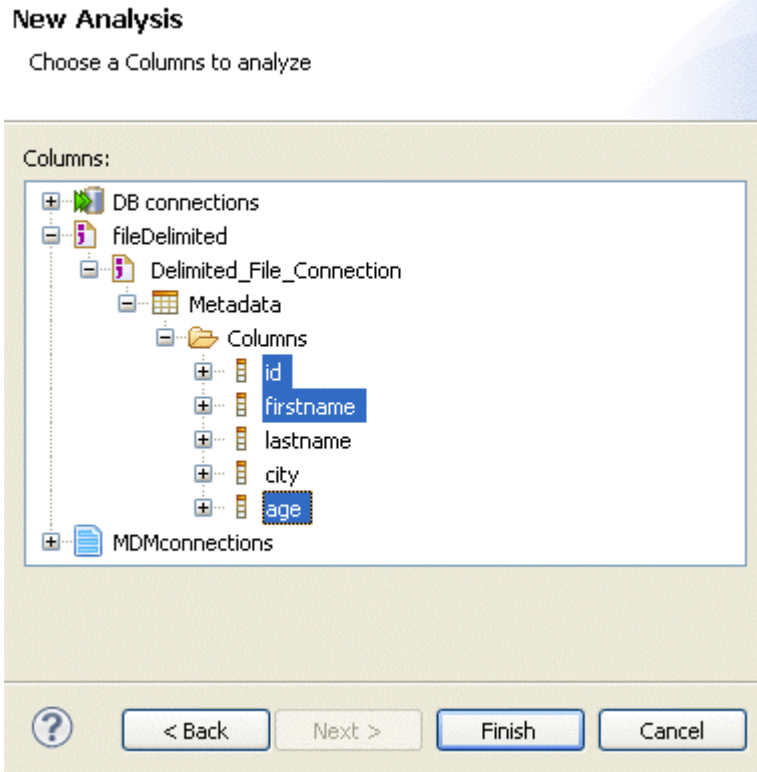 New Analysis
Choose a Columns to analyze
Columns:
DB connections
fileDelimited
Delimited_File_Connection
Metadata
Columns
id
firstname
lastname
city
age
MDMconnections
? < Back Next > Finish Cancel